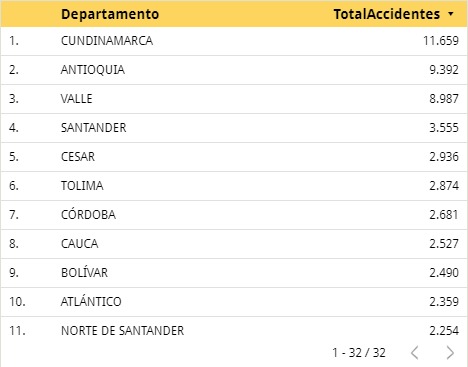 Departamento TotalAccidentes
1. CUNDINAMARCA 11.659
2. ANTIOQUIA 9.392
3. VALLE 8.987
4. SANTANDER 3.555
5. CESAR 2.936
6. TOLIMA 2.874
7. CÓRDOBA 2.681
8. CAUCA 2.527
9. BOLÍVAR 2.490
10. ATLÁNTICO 2.359
11. NORTE DE SANTANDER 2.254
1 - 32 / 32